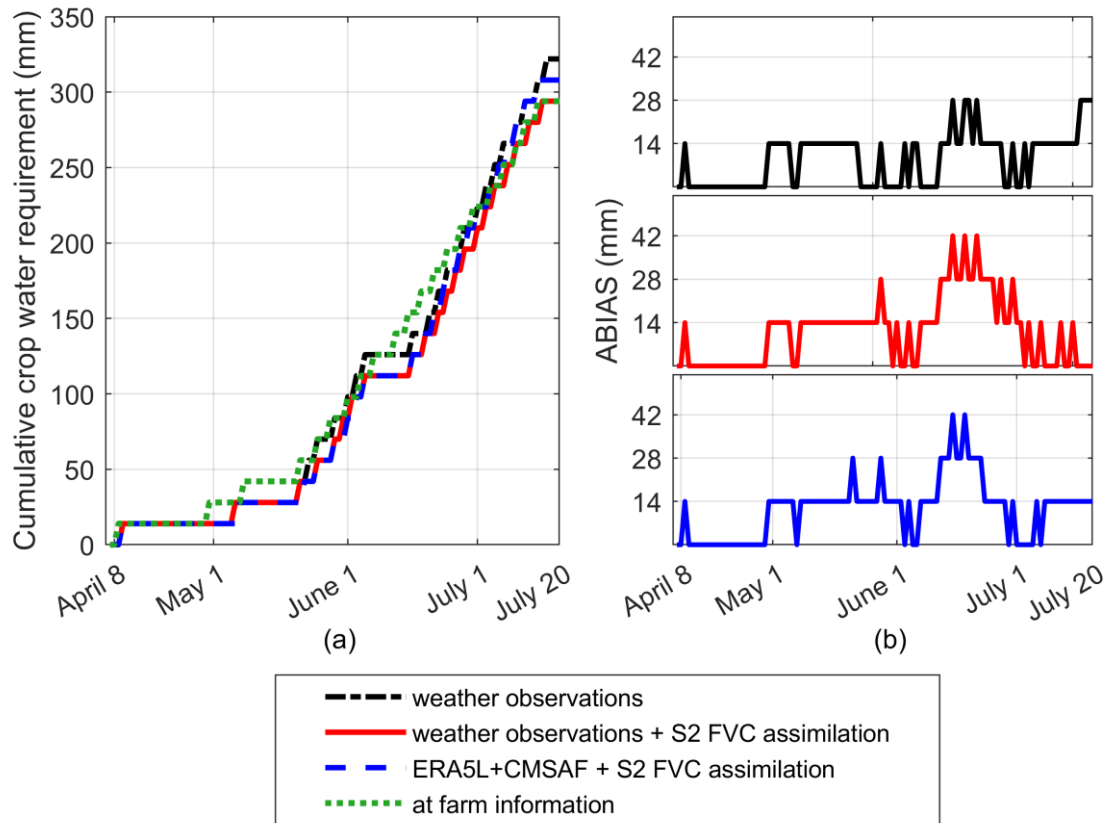 Cumulative crop water requirement (mm)
350
300
250
200
150
100
50
0
April 8
May 1
June 1
July 1
July 20
(a)
ABIAS (mm)
42
28
14
42
28
14
42
28
14
April 8
May 1
June 1
July 1
July 20
(b)
weather observations
weather observations + S2 FVC assimilation
ERA5L+CMSAF + S2 FVC assimilation
at farm information